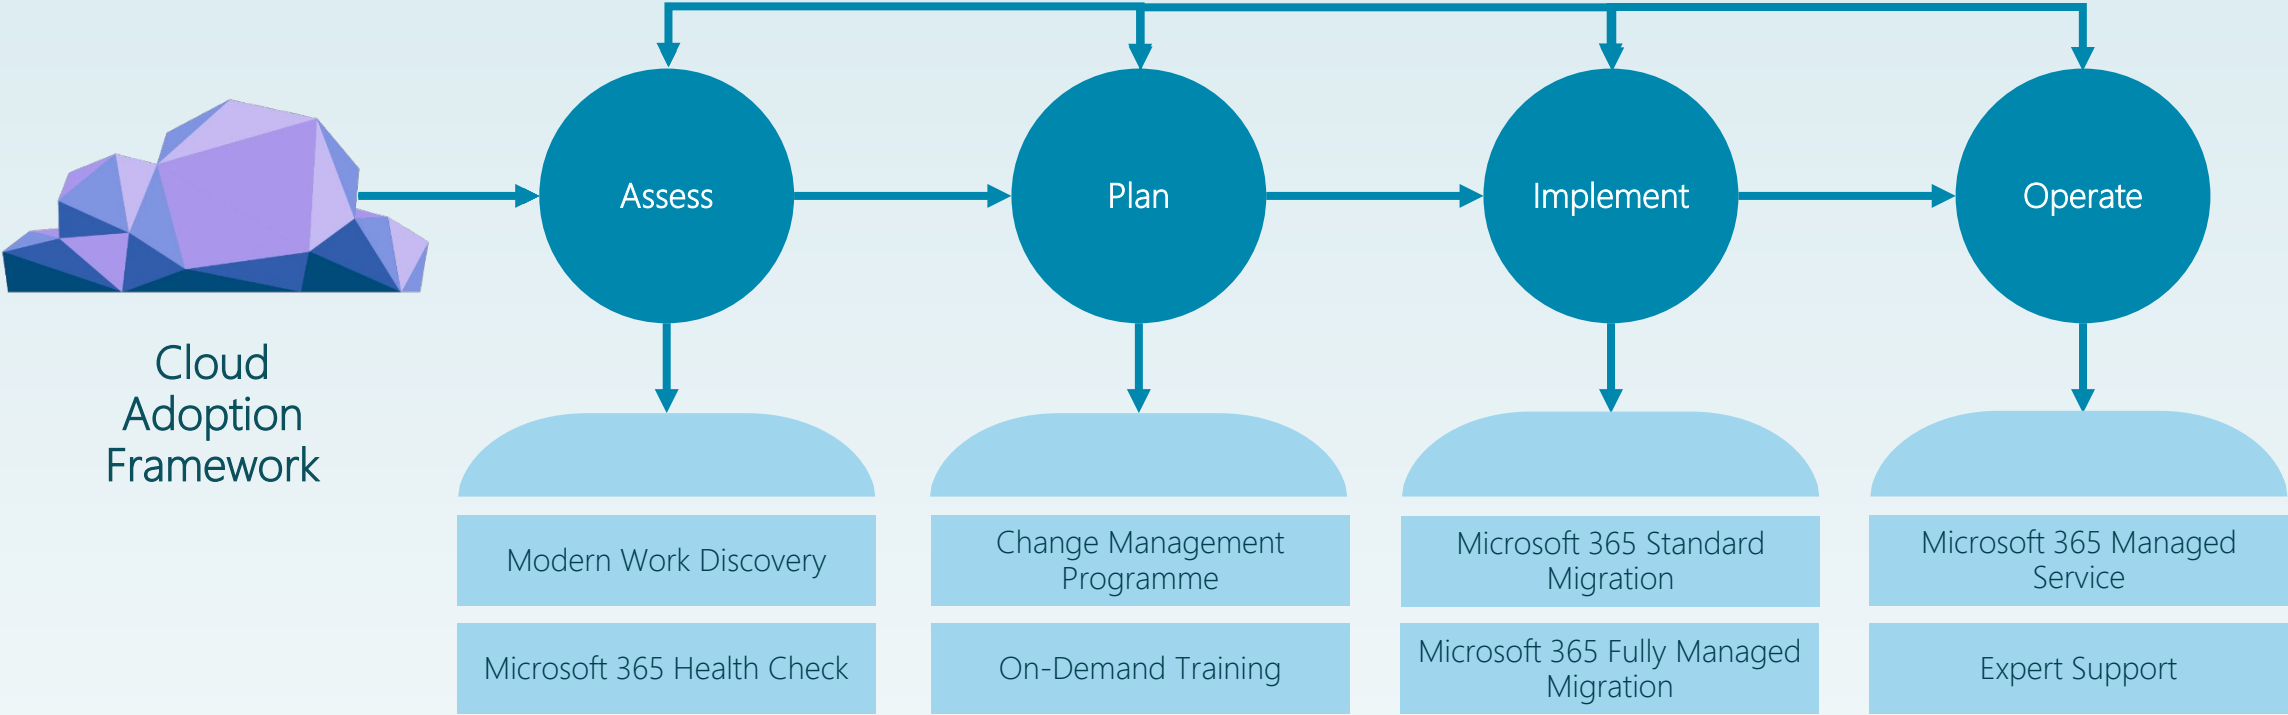 Assess
Plan
Implement
Operate
Cloud
Adoption
Framework
Modern Work Discovery
Change Management
Programme
Microsoft 365 Standard
Migration
Microsoft 365 Managed
Service
Microsoft 365 Health Check
On-Demand Training
Microsoft 365 Fully Managed
Migration
Expert Support